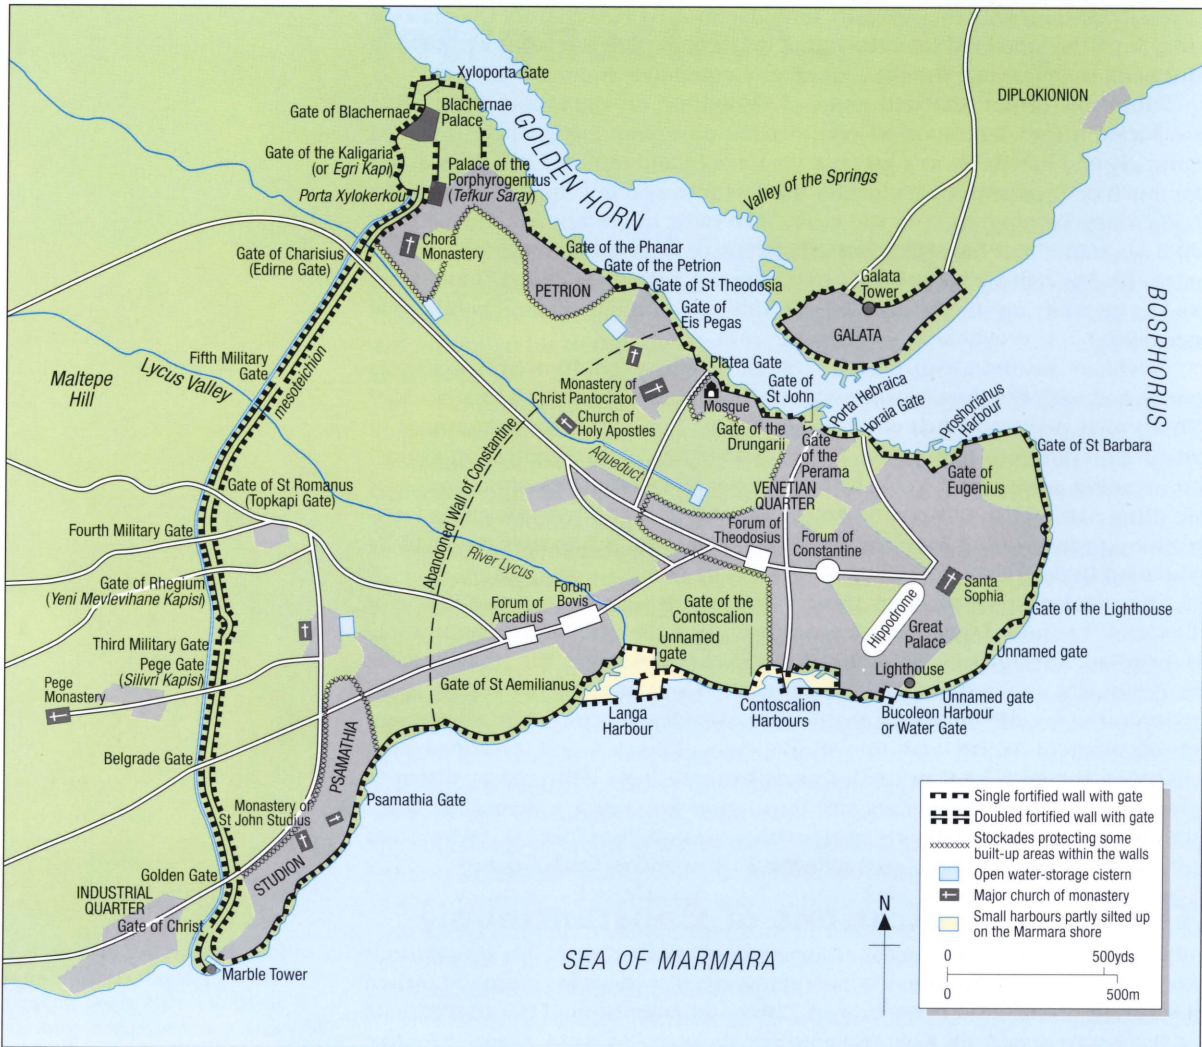 Xyloporta Gate
Gate of Blachernae
Blachernae
Palace
DIPLOKIONION
GOLDEN HORN
Gate of the Kaligaria
(or Egri Kapi)
Palace of the
Porphyrogenitus
(Tefkur Saray)
Porta Xylokerkou
Valley of the Springs
Chora
Monastery
Gate of Charisius
(Edirne Gate)
Gate of the Phanar
Gate of the Petrion
Gate of St Theodosia
PETRION
Galata
Tower
GALATA
BOSPHORUS
Gate of
Eis Pegas
Fifth Military
Gate
mesoteichion
Lycus Valley
Maltepe
Hill
Platea Gate
Monastery of
Christ Pantocrator
Mosque
Gate of
St John
Porta Hebraica
Horaia Gate
Proshorianus
Harbour
Church of
Holy Apostles
Gate of the
Drungarii
Gate
of the
Perama
Gate of St Barbara
Gate of
Eugenius
Aqueduct
Abandoned Wall of Constantine
VENETIAN
QUARTER
Gate of St Romanus
(Topkapi Gate)
Fourth Military Gate
Forum of
Theodosius
Forum of
Constantine
River Lycus
Gate of Rhegium
(Yeni Mevlevihane Kapisi)
Forum of
Arcadius
Forum
Bovis
Santa
Sophia
Gate of the
Contoscalion
Hippodrome
Great
Palace
Gate of the Lighthouse
Third Military Gate
Unnamed
gate
Unnamed gate
Pege Gate
(Silivri Kapisi)
Pege
Monastery
Gate of St Aemilianus
Lighthouse
Unnamed gate
Langa
Harbour
Contoscalion
Harbours
Bucoleon Harbour
or Water Gate
Belgrade Gate
PSAMATHIA
Psamathia Gate
Monastery of
St John Studius
Golden Gate
STUDION
INDUSTRIAL
QUARTER
Gate of Christ
Marble Tower
SEA OF MARMARA
N
Single fortified wall with gate
Doubled fortified wall with gate
Stockades protecting some
built-up areas within the walls
Open water-storage cistern
Major church of monastery
Small harbours partly silted up
on the Marmara shore
0 500yds
0 500m